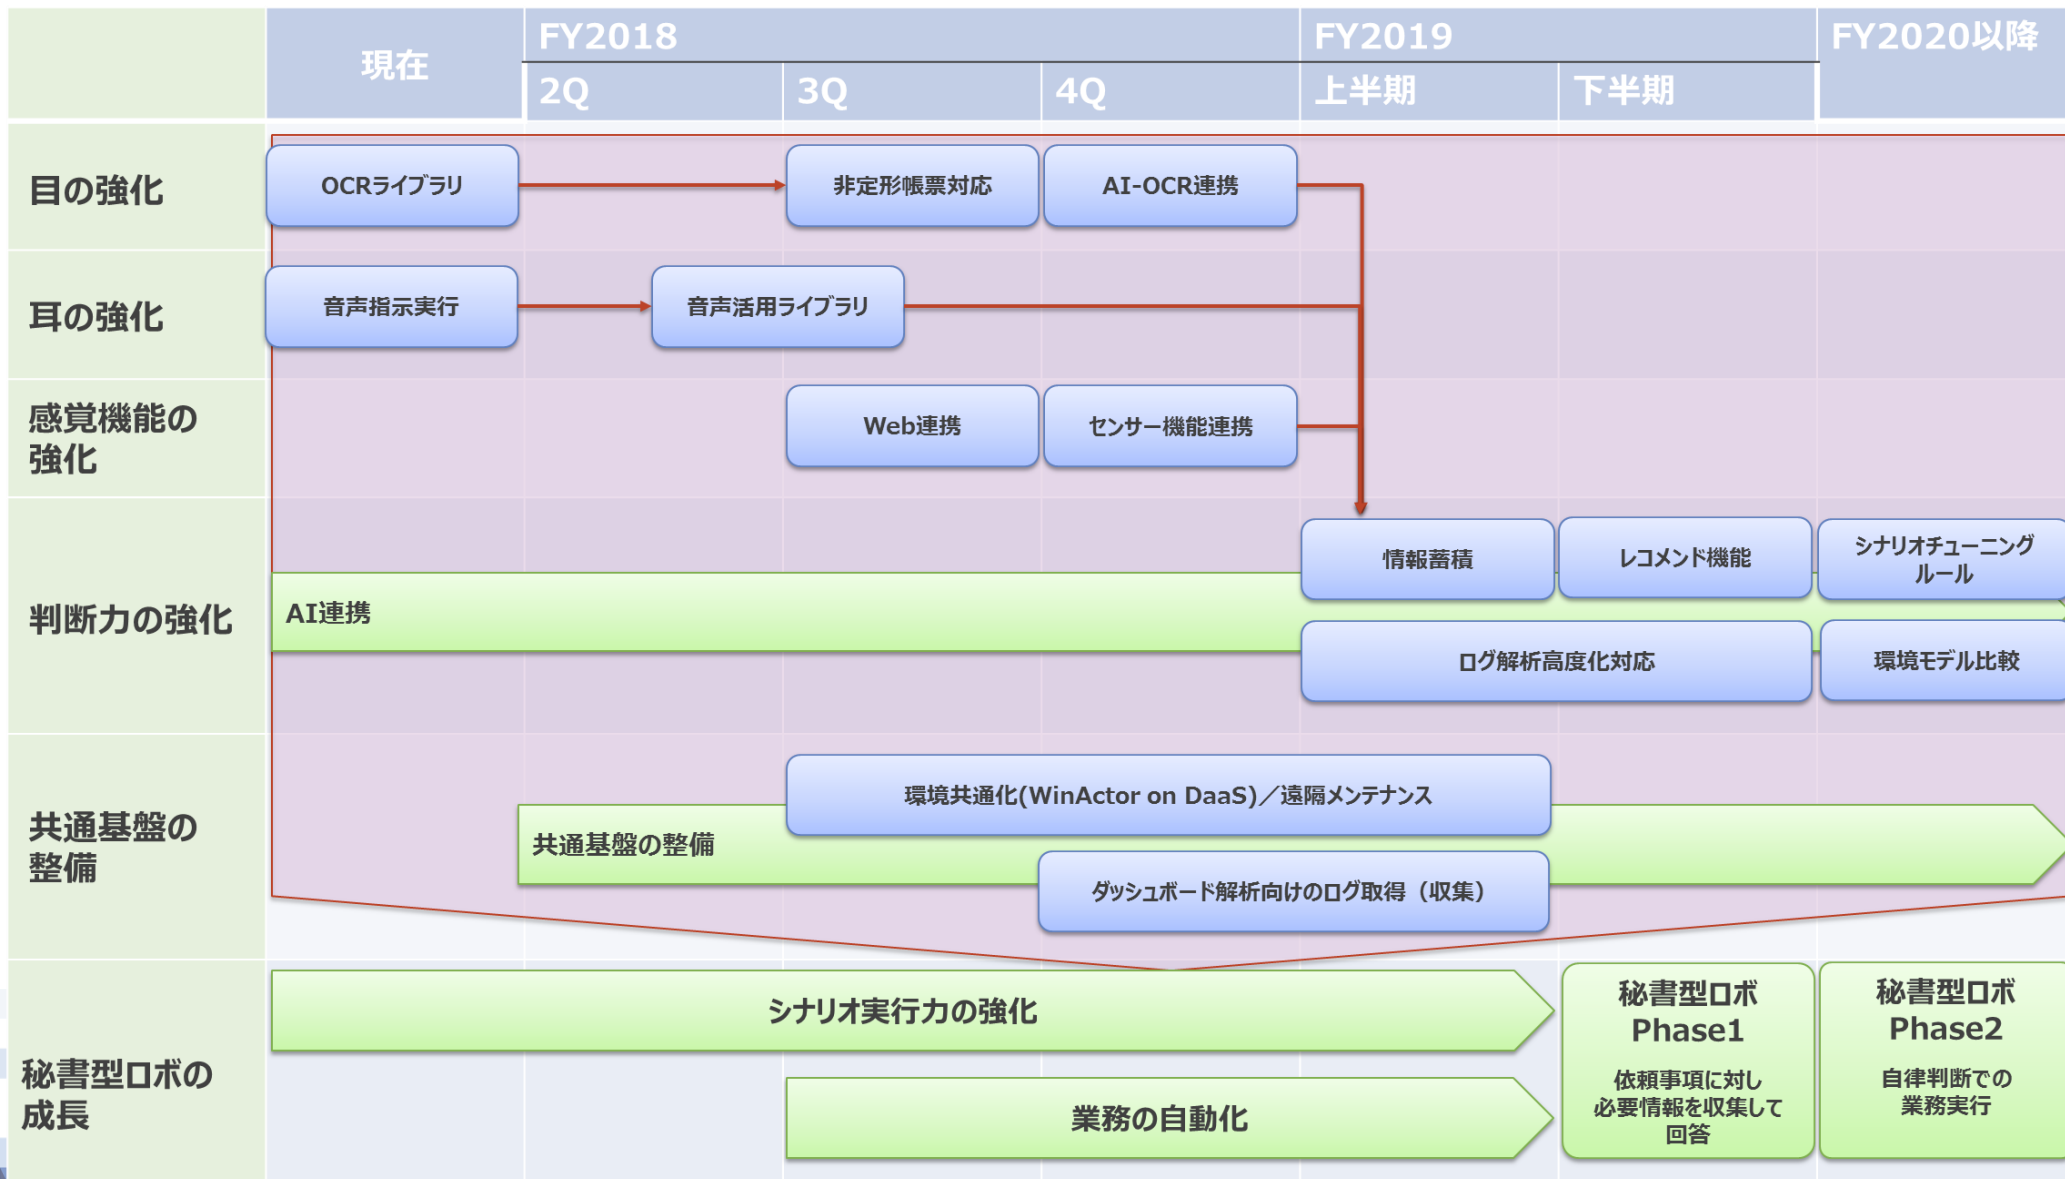 現在
FY2018
FY2019
FY2020以降
2Q
3Q
4Q
上半期
下半期
目の強化
OCRライブラリ
非定形帳票対応
AI-OCR連携
耳の強化
音声指示実行
音声活用ライブラリ
感覚機能の
強化
Web連携
センサー機能連携
判断力の強化
AI連携
情報蓄積
レコメンド機能
シナリオチューニング
ルール
ログ解析高度化対応
環境モデル比較
共通基盤の
整備
共通基盤の整備
環境共通化(WinActor on DaaS)／遠隔メンテナンス
ダッシュボード解析向けのログ取得（収集）
秘書型ロボの
成長
シナリオ実行力の強化
業務の自動化
秘書型ロボ
Phase1
依頼事項に対し
必要情報を収集して
回答
秘書型ロボ
Phase2
自律判断での
業務実行